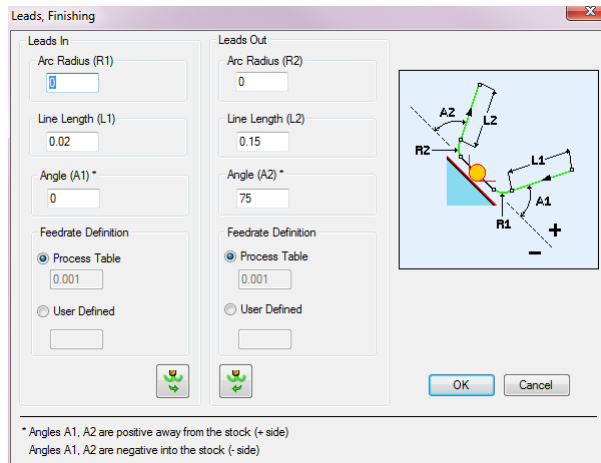 Leads, Finishing
Leads In
Arc Radius (R1)
0
Line Length (L1)
0.02
Angle (A1) *
0
Feedrate Definition
Process Table
0.001
User Defined
Leads Out
Arc Radius (R2)
0
Line Length (L2)
0.15
Angle (A2) *
75
Feedrate Definition
Process Table
0.001
User Defined
A2
L2
R2
L1
A1
R1
+
−
OK
Cancel
* Angles A1, A2 are positive away from the stock (+ side)
Angles A1, A2 are negative into the stock (- side)